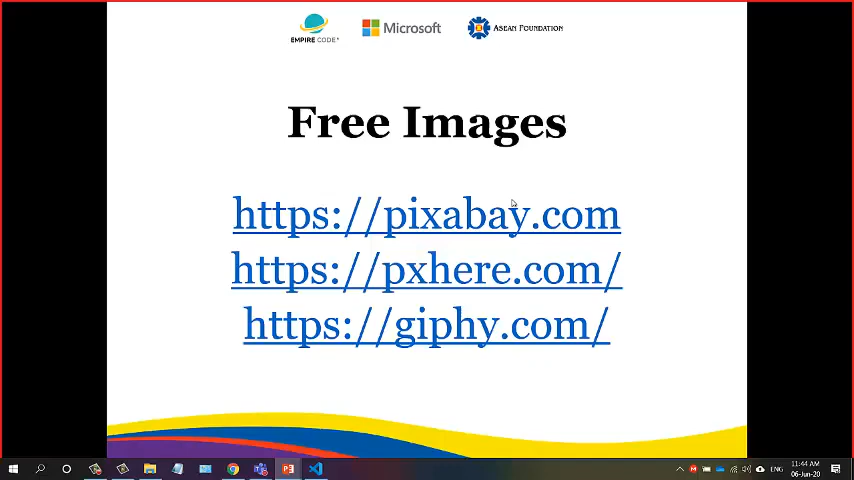 EMPIRE CODE
Microsoft
ASEAN FOUNDATION
Free Images
https://pixabay.com
https://pxhere.com/
https://giphy.com/
ENG
11:44 AM
06-Jun-20